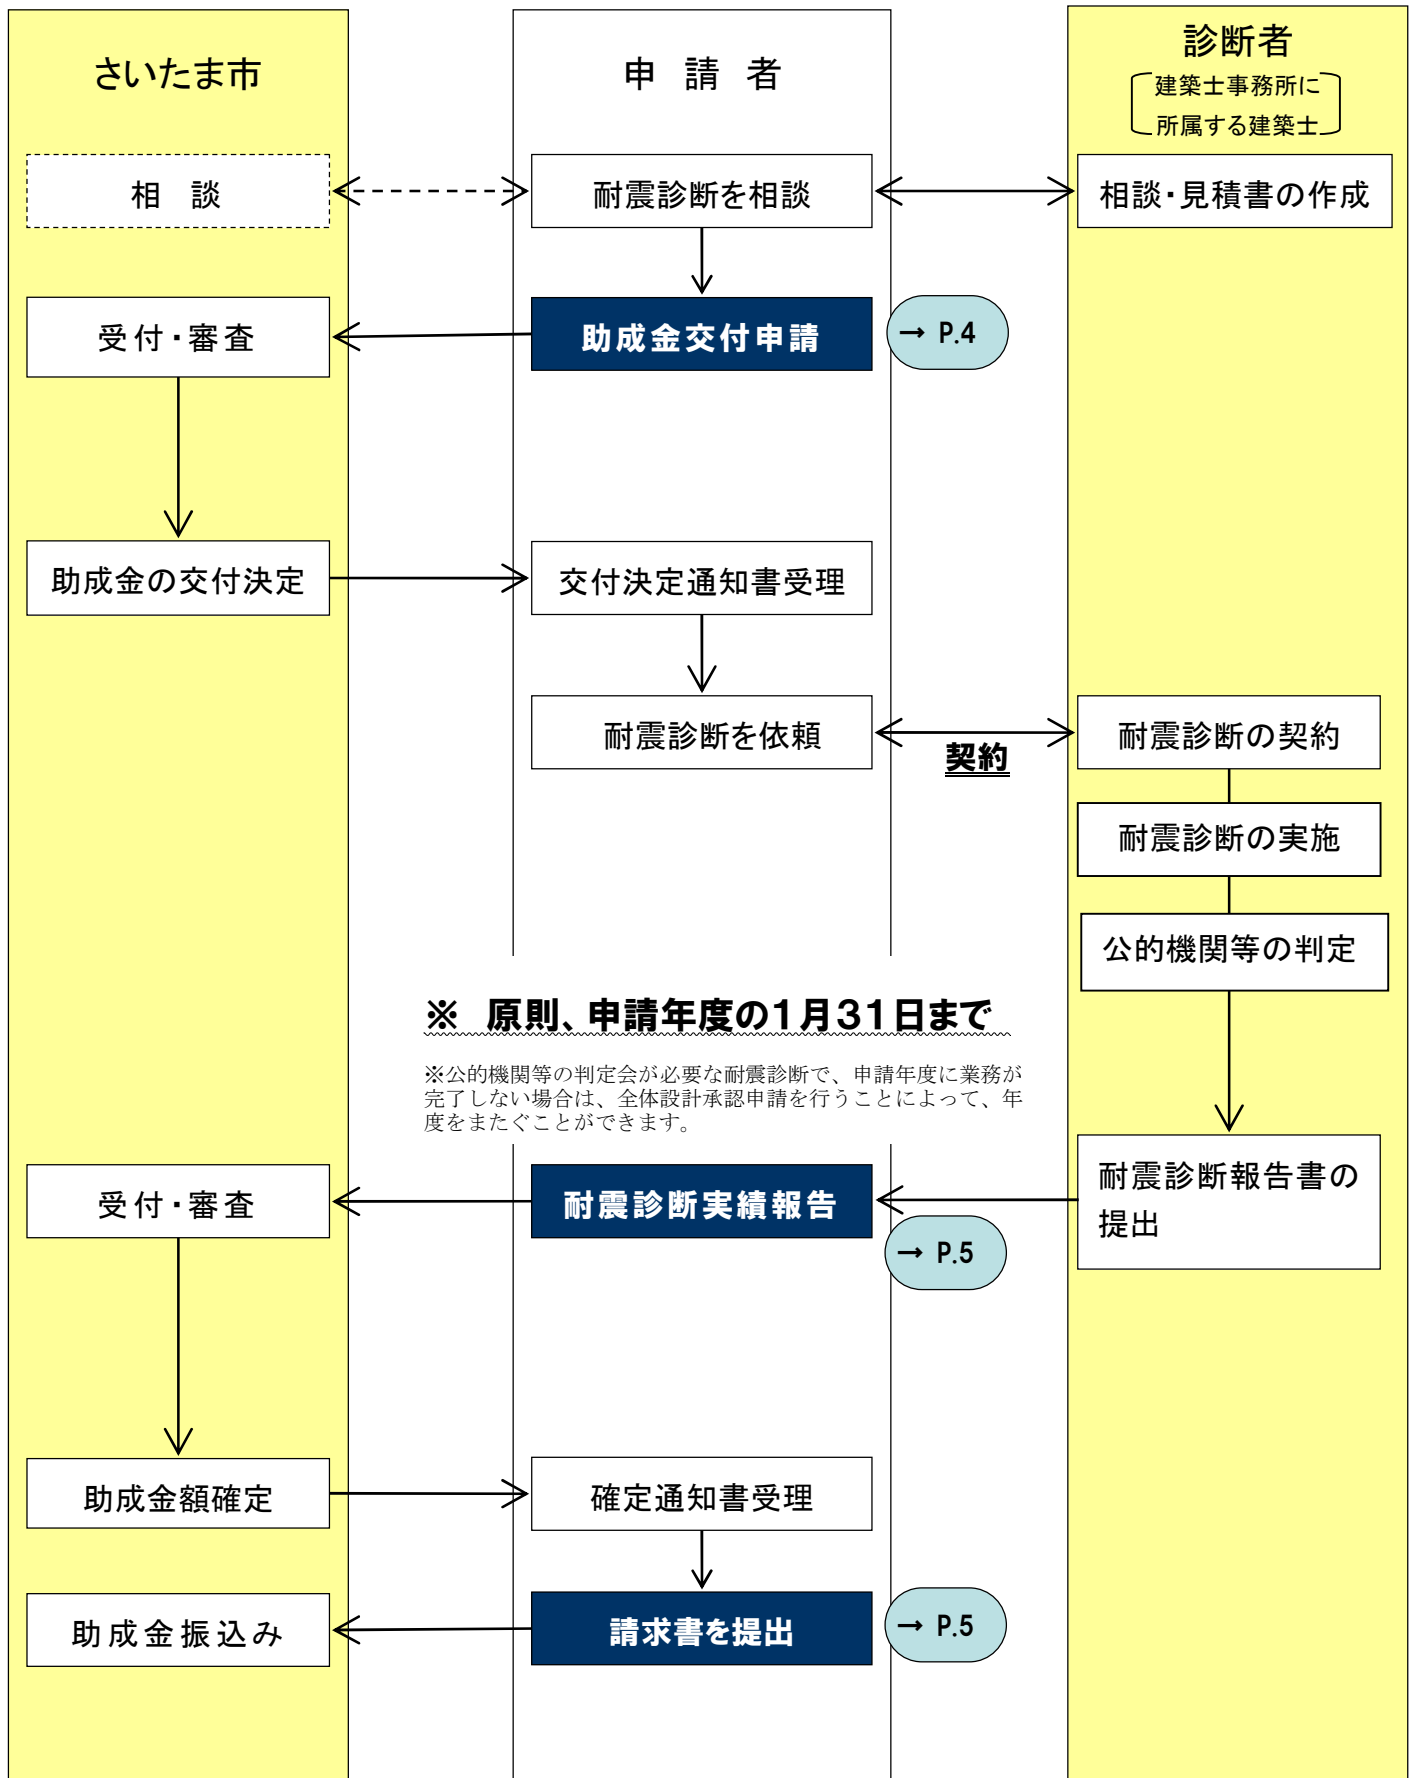 さいたま市
申 請 者
診断者
建築士事務所に
所属する建築士
相 談
耐震診断を相談
相談・見積書の作成
受付・審査
助成金交付申請
→ P.4
助成金の交付決定
交付決定通知書受理
耐震診断を依頼
契約
耐震診断の契約
耐震診断の実施
公的機関等の判定
※ 原則、申請年度の1月31日まで
※公的機関等の判定会が必要な耐震診断で、申請年度に業務が
完了しない場合は、全体設計承認申請を行うことによって、年
度をまたぐことができます。
受付・審査
耐震診断実績報告
→ P.5
耐震診断報告書の
提出
助成金額確定
確定通知書受理
助成金振込み
請求書を提出
→ P.5